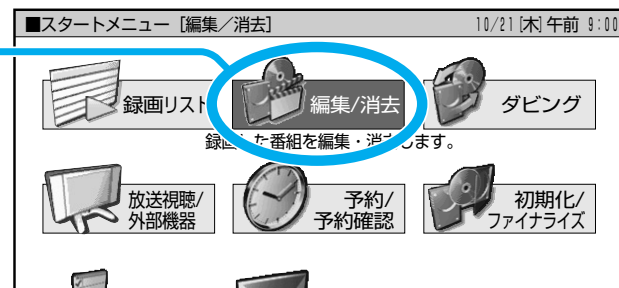 ■スタートメニュー [編集／消去] 10/21[木]午前 9:00
録画リスト 編集/消去 ダビング
録画した番組を編集・消去します。
放送視聴/
外部機器
予約/
予約確認
初期化/
ファイナライズ